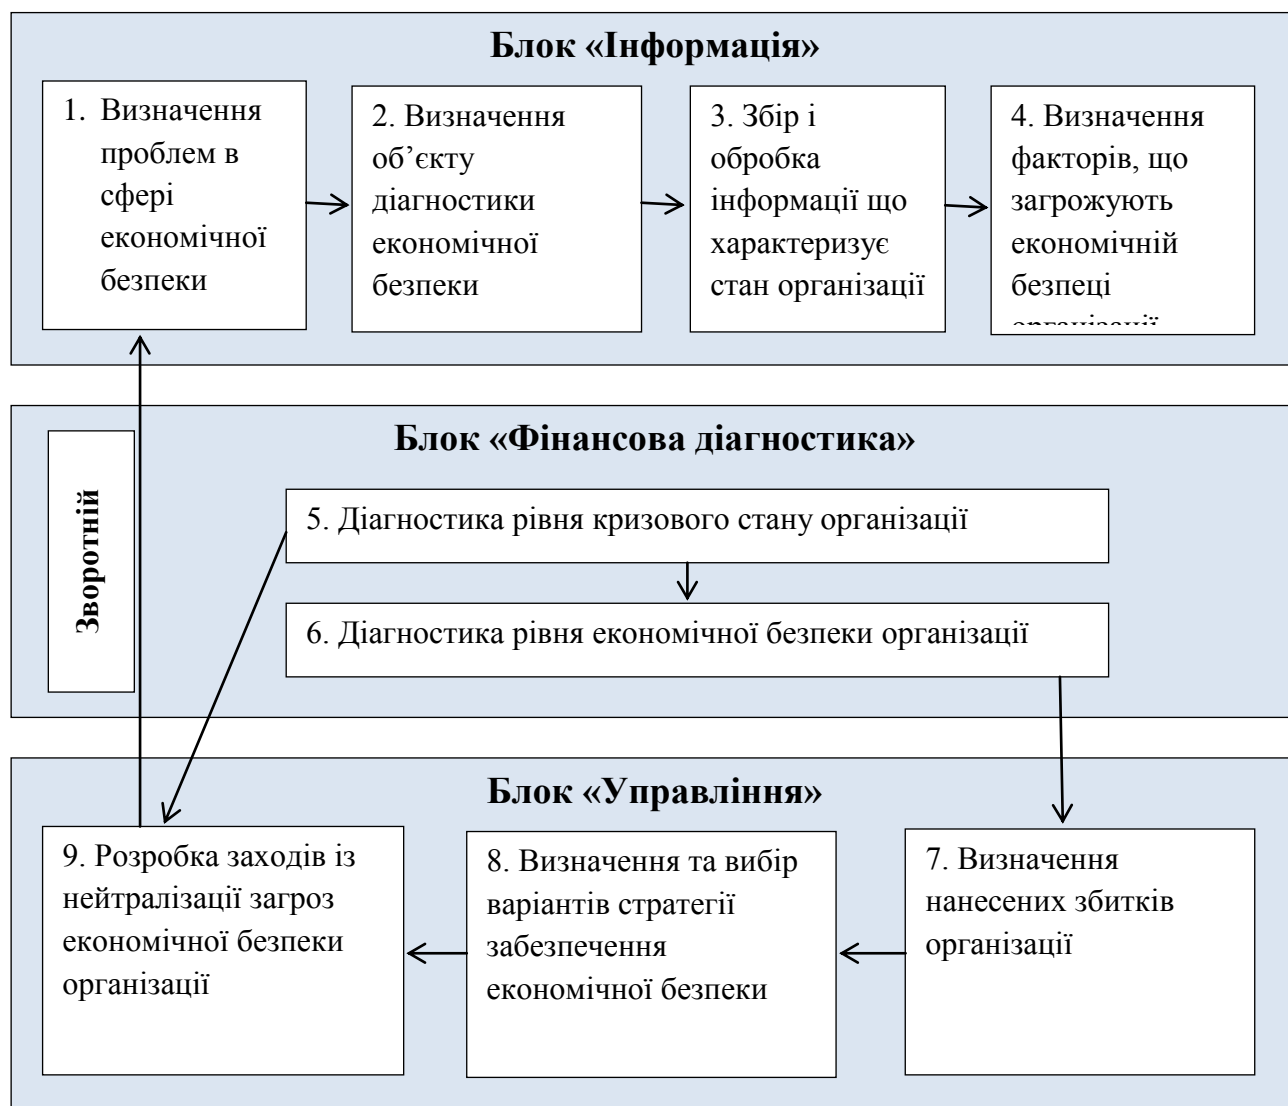 Блок «Інформація»
1. Визначення
проблем в
сфері
економічної
безпеки
2. Визначення
об’єкту
діагностики
економічної
безпеки
3. Збір і
обробка
інформації що
характеризує
стан організації
4. Визначення
факторів, що
загрожують
економічній
безпеці
Блок «Фінансова діагностика»
Зворотній
5. Діагностика рівня кризового стану організації
6. Діагностика рівня економічної безпеки організації
Блок «Управління»
9. Розробка заходів із
нейтралізації загроз
економічної безпеки
організації
8. Визначення та вибір
варіантів стратегії
забезпечення
економічної безпеки
7. Визначення
нанесених збитків
організації